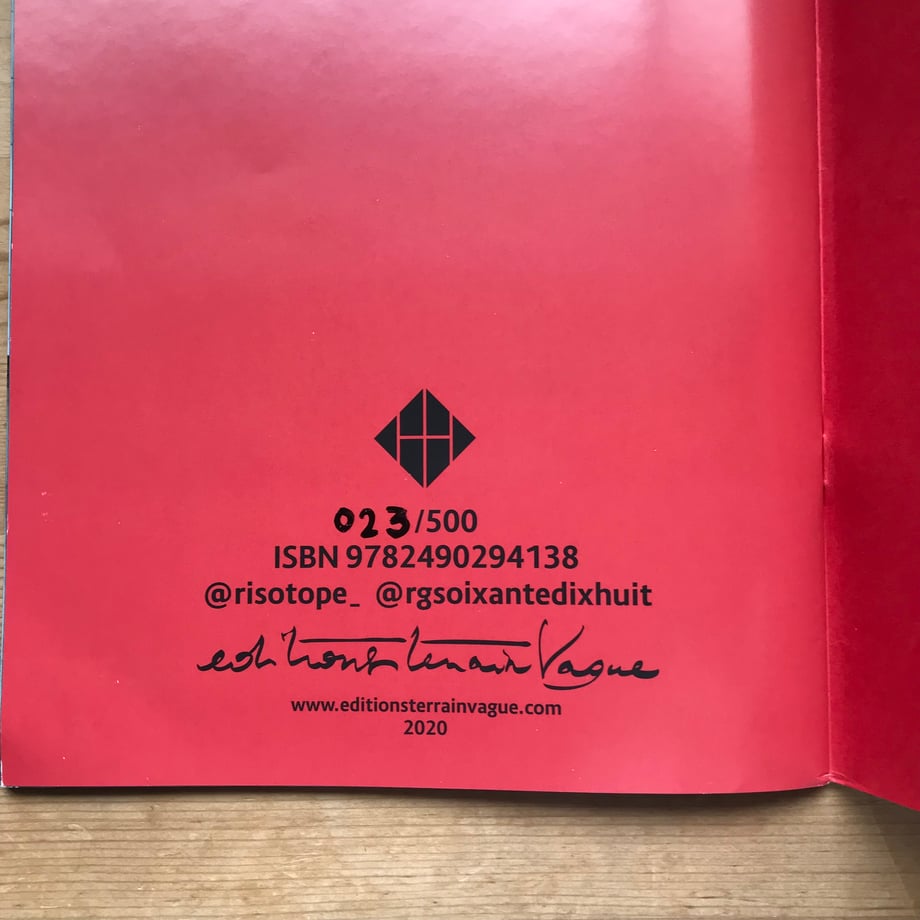 023/500
ISBN 9782490294138
@risotope_ @rgsoixantedixhuit
editions terrain Vague
www.editionsterrainvague.com
2020